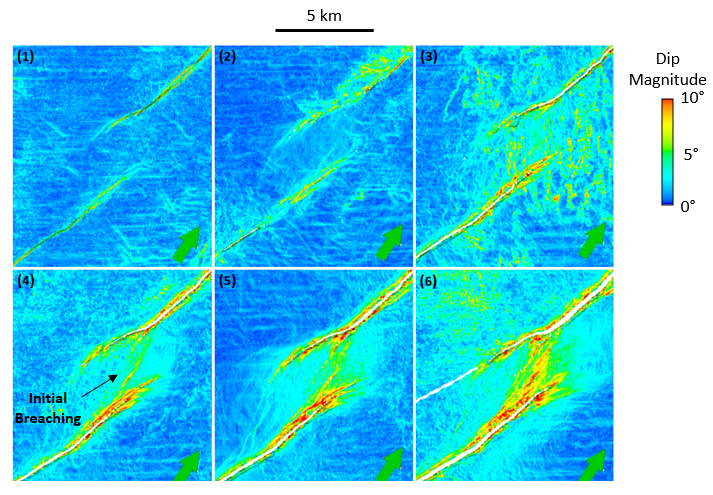 5 km
(1)
(2)
(3)
Dip
Magnitude
10°
5°
0°
(4)
(5)
(6)
Initial
Breaching